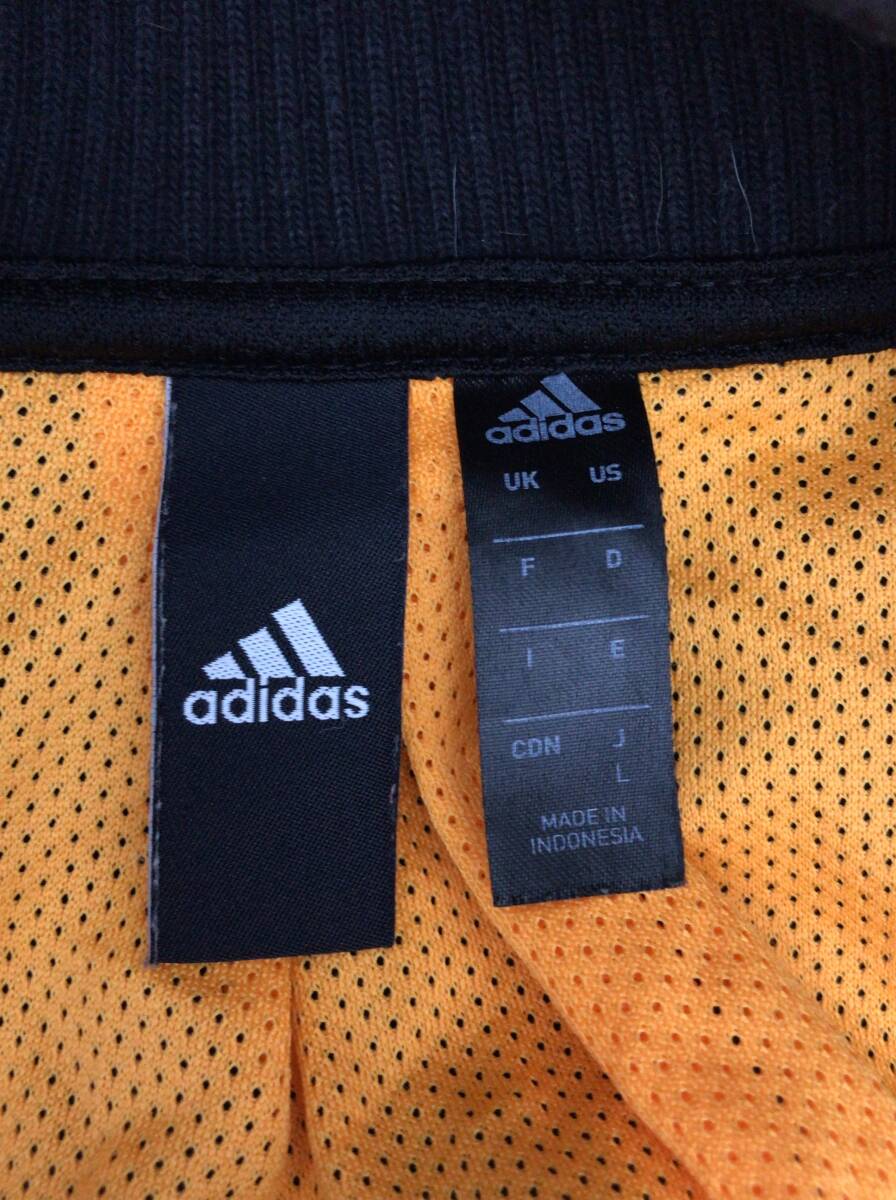 adidas
adidas
UK US
F D
I E
CDN J
L
MADE IN
INDONESIA